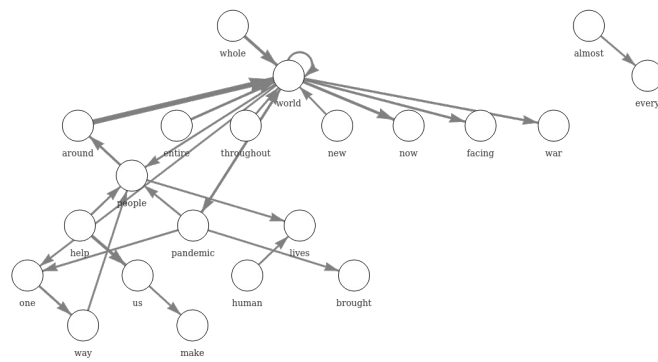 whole
almost
world
every
around
entire
throughout
new
now
facing
war
people
help
pandemic
lives
one
us
human
brought
way
make